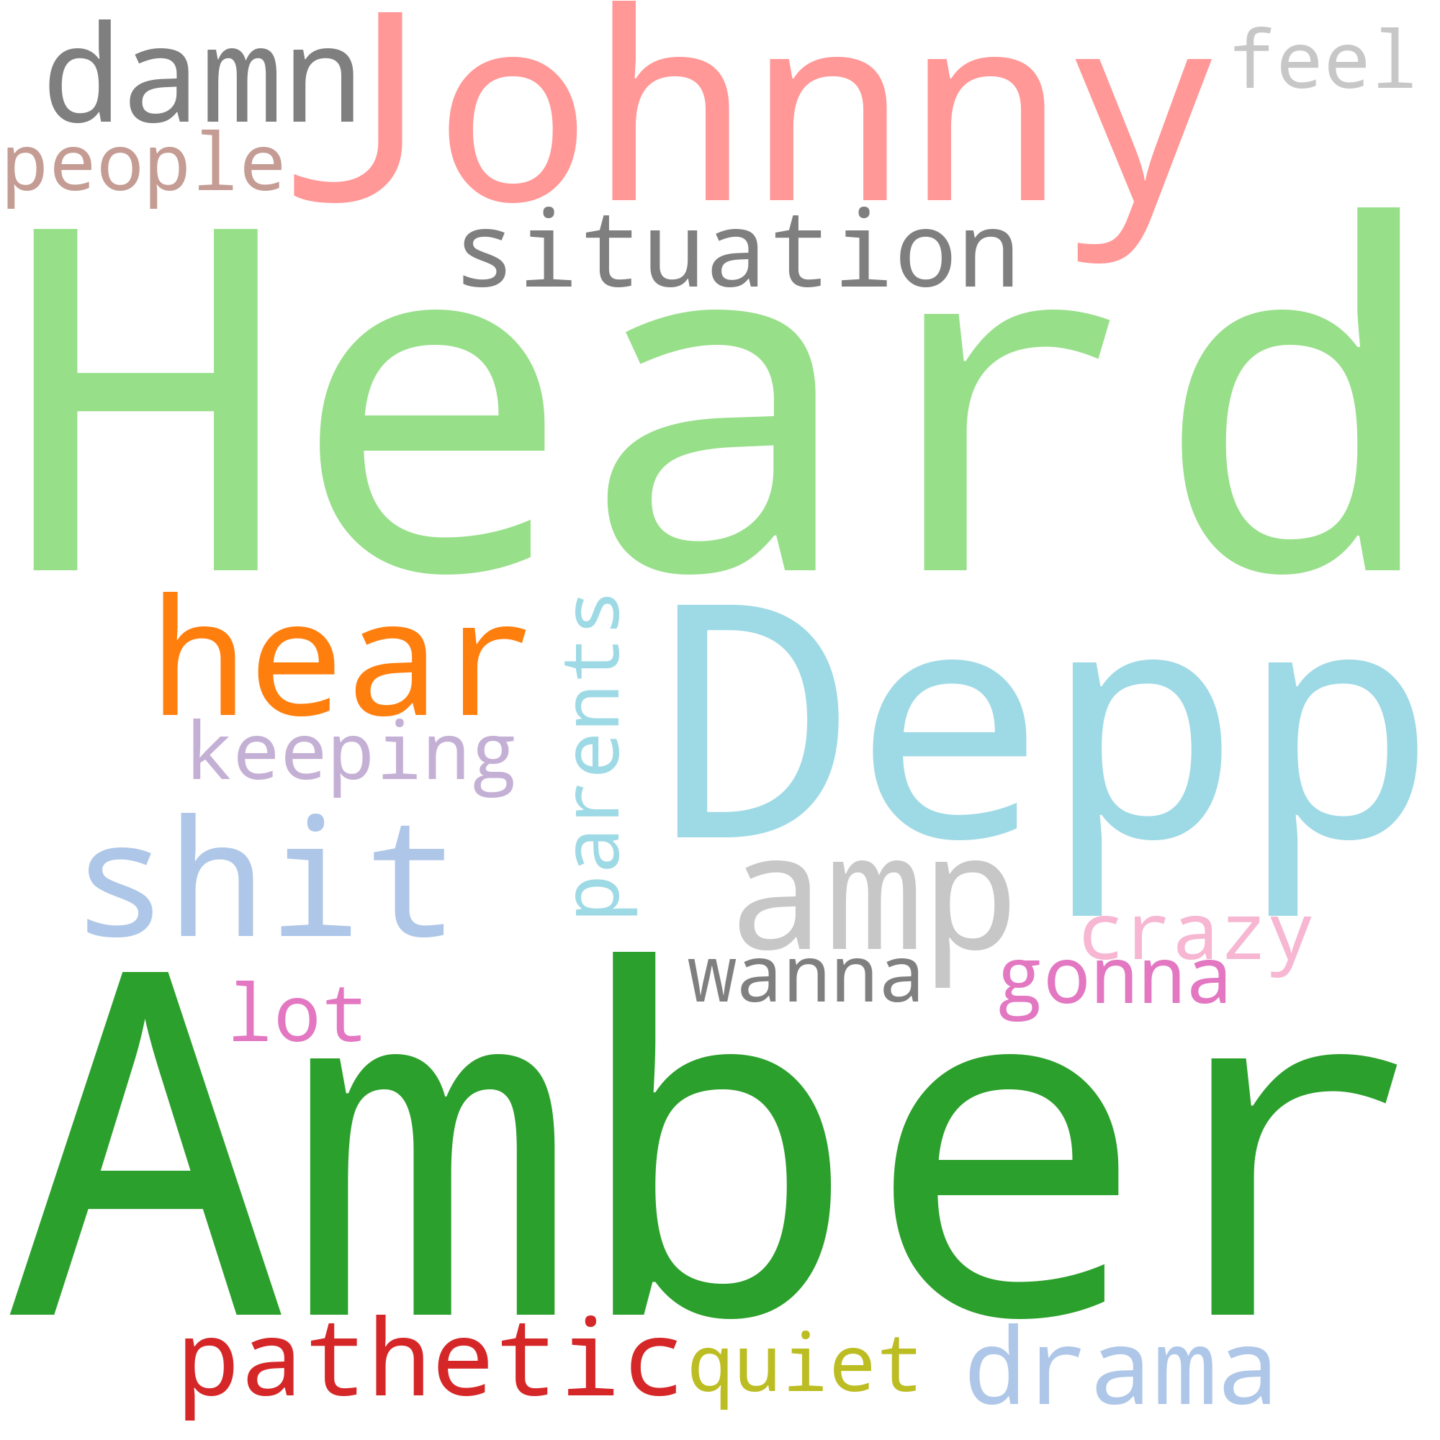 damn
Johnny
feel
people
situation
Heard
hear
parents
Depp
keeping
shit
amp
crazy
wanna
gonna
lot
Amber
pathetic
quiet
drama